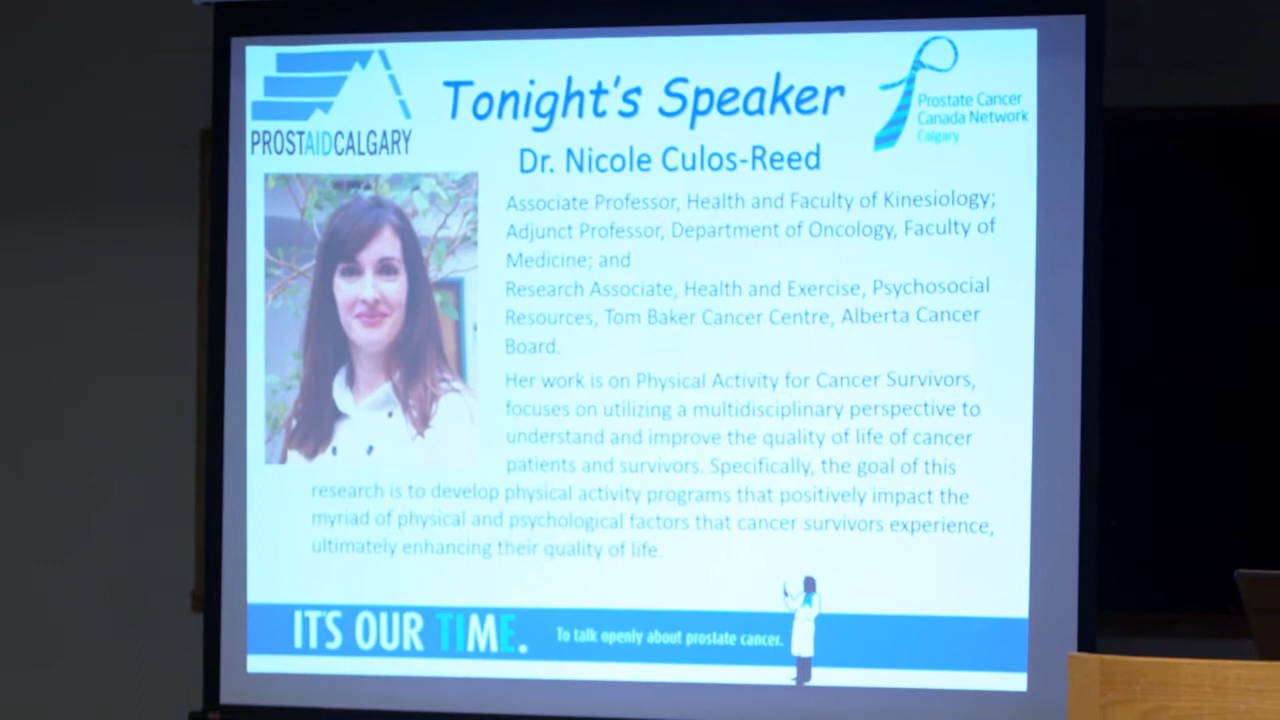 Tonight's Speaker
PROSTAIDCALGARY
Prostate Cancer
Canada Network
Calgary
Dr. Nicole Culos-Reed
Associate Professor, Health and Faculty of Kinesiology;
Adjunct Professor, Department of Oncology, Faculty of
Medicine; and
Research Associate, Health and Exercise, Psychosocial
Resources, Tom Baker Cancer Centre, Alberta Cancer
Board.
Her work is on Physical Activity for Cancer Survivors,
focuses on utilizing a multidisciplinary perspective to
understand and improve the quality of life of cancer
patients and survivors. Specifically, the goal of this
research is to develop physical activity programs that positively impact the
myriad of physical and psychological factors that cancer survivors experience,
ultimately enhancing their quality of life.
IT'S OUR TIME.
To talk openly about prostate cancer.